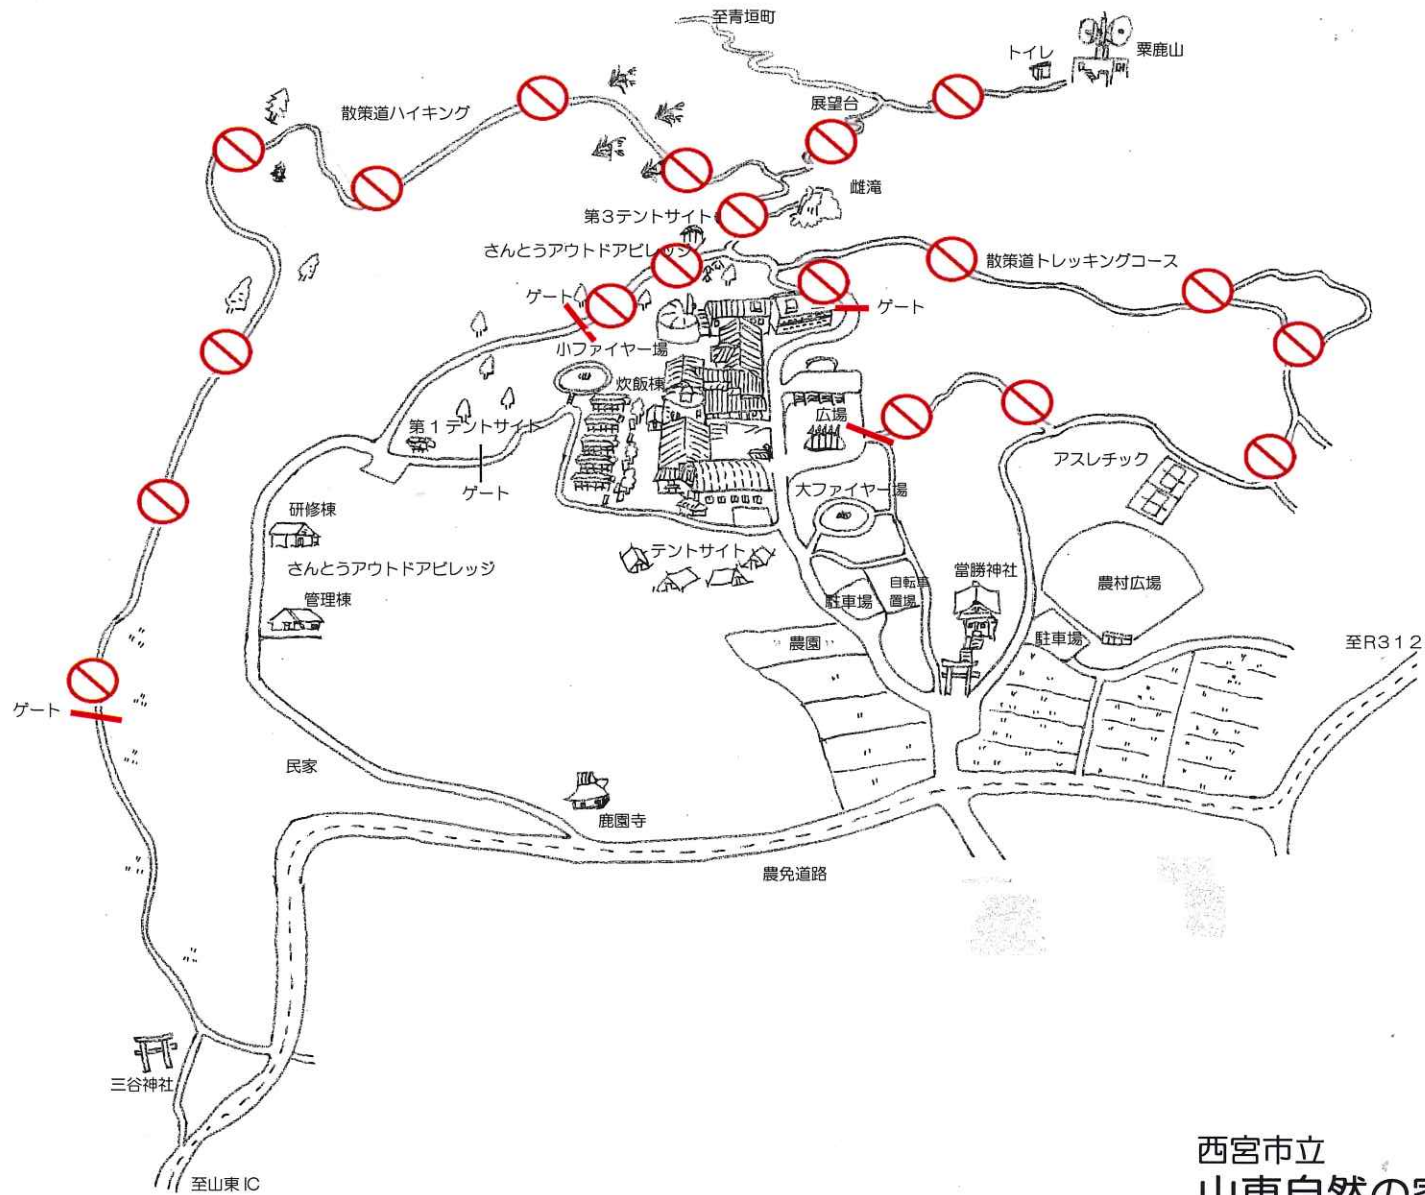 至青垣町
トイレ
粟鹿山
展望台
散策道ハイキング
雌滝
第3テントサイト
さんとうアウトドアビレッジ
散策道トレッキングコース
ゲート
ゲート
小ファイヤー場
炊飯棟
広場
第1テントサイト
アスレチック
ゲート
大ファイヤー場
研修棟
テントサイト
さんとうアウトドアビレッジ
當勝神社
自転車
置場
農村広場
管理棟
駐車場
農園
駐車場
至R312
ゲート
民家
鹿園寺
農免道路
三谷神社
至山東IC
西宮市立
山東自然の家